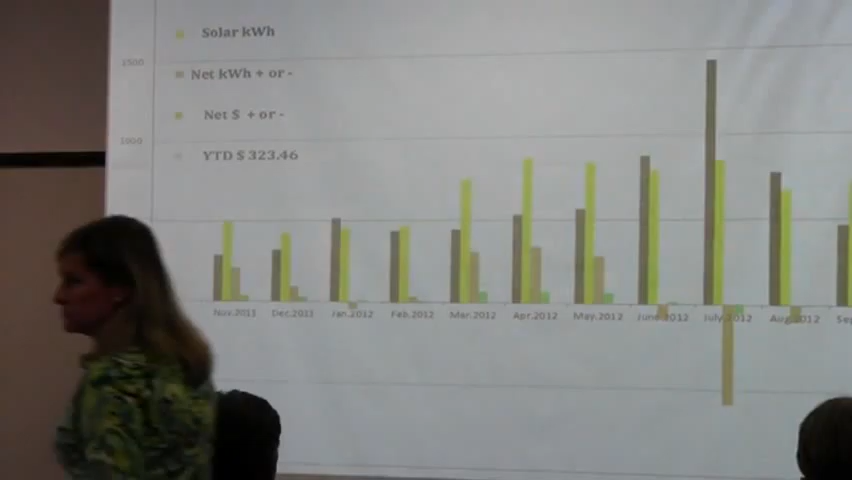 Solar kWh
1500
Net kWh + or -
Net $ + or -
1000
YTD $ 323.46
Nov.2011 Dec.2011 Jan.2012 Feb.2012 Mar.2012 Apr.2012 May.2012 June.2012 July.2012 Aug.2012 Sep